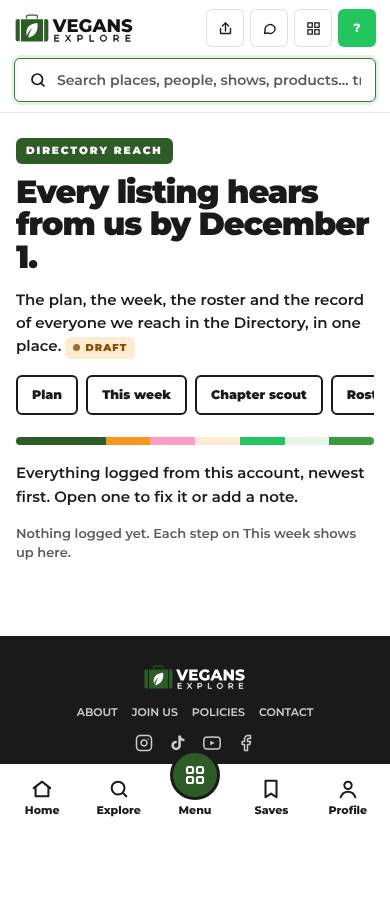 VEGANS
EXPLORE
?
Search places, people, shows, products...
DIRECTORY REACH
Every listing hears
from us by December
1.
The plan, the week, the roster and the record
of everyone we reach in the Directory, in one
place. DRAFT
Plan
This week
Chapter scout
Everything logged from this account, newest
first. Open one to fix it or add a note.
Nothing logged yet. Each step on This week shows
up here.
VEGANS
EXPLORE
ABOUT JOIN US POLICIES CONTACT
Home Explore Menu Saves Profile